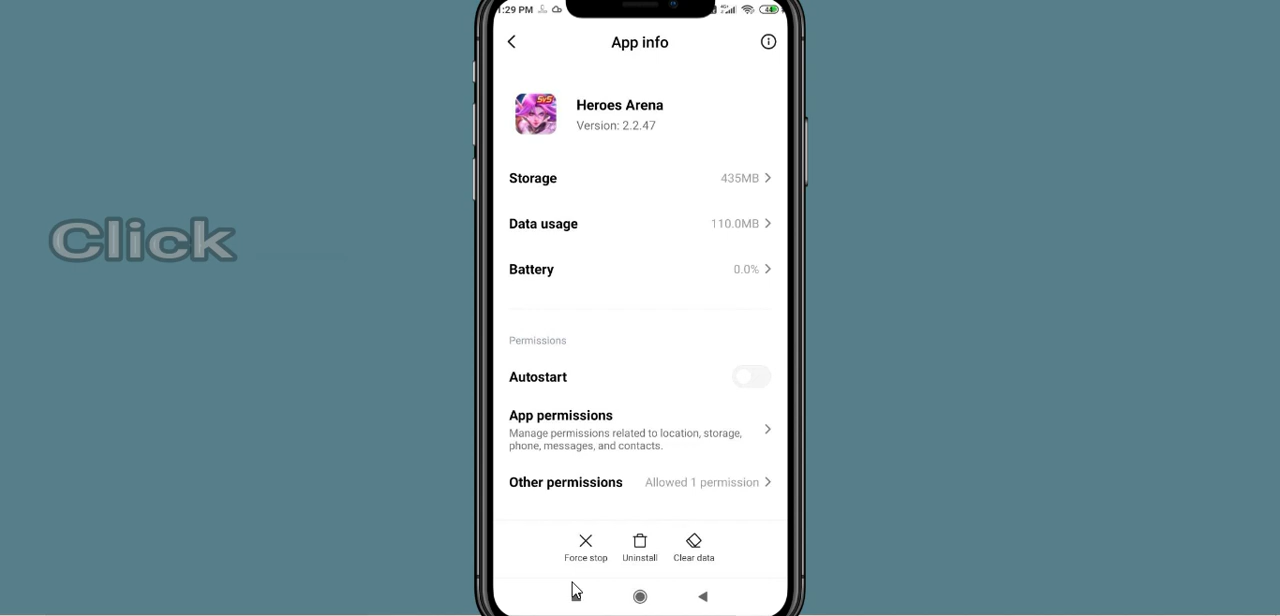 1:29 PM
44
App info
5v5
Heroes Arena
Version: 2.2.47
Storage 435MB
Data usage 110.0MB
Click
Battery 0.0%
Permissions
Autostart
App permissions
Manage permissions related to location, storage,
phone, messages, and contacts.
Other permissions Allowed 1 permission
Force stop Uninstall Clear data